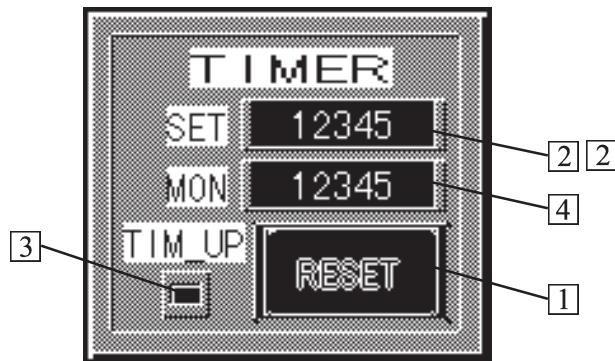 TIMER
SET 12345 2 2
MON 12345 4
3 TIM_UP
RESET 1